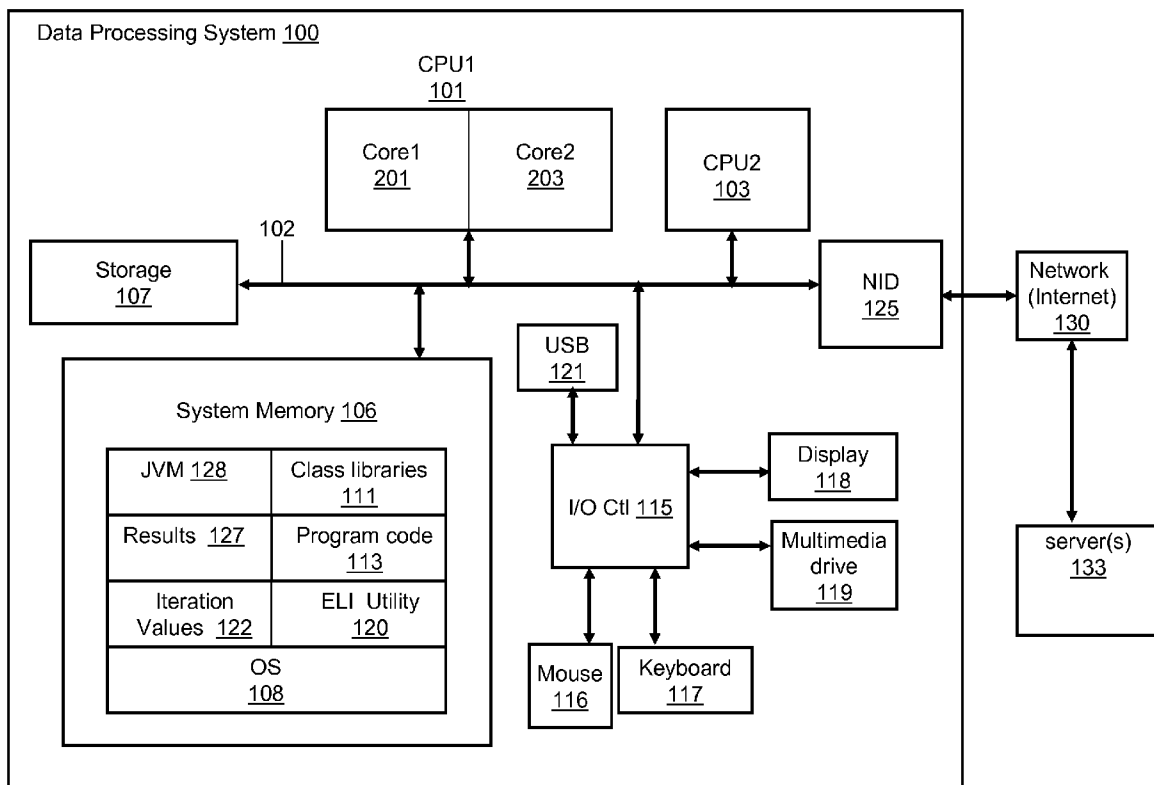 Data Processing System 100
CPU1
101
Core1
201
Core2
203
CPU2
103
102
Storage
107
NID
125
Network
(Internet)
130
USB
121
System Memory 106
JVM 128
Class libraries
111
Results 127
Program code
113
Iteration
Values 122
ELI Utility
120
OS
108
I/O Ctl 115
Display
118
Multimedia
drive
119
server(s)
133
Mouse
116
Keyboard
117